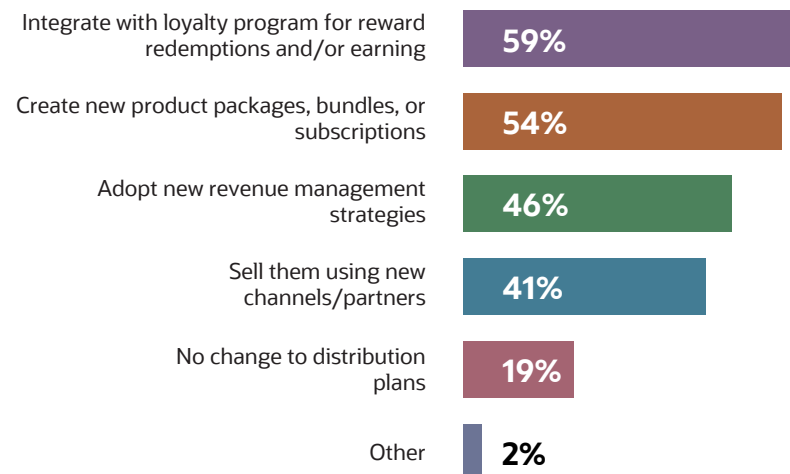 Integrate with loyalty program for reward
redemptions and/or earning
59%
Create new product packages, bundles, or
subscriptions
54%
Adopt new revenue management
strategies
46%
Sell them using new
channels/partners
41%
No change to distribution
plans
19%
Other
2%